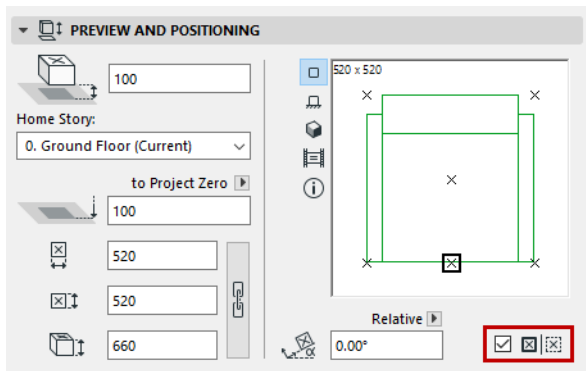 PREVIEW AND POSITIONING
100
Home Story:
0. Ground Floor (Current)
to Project Zero
100
520
520
660
520 x 520
Relative
α
0.00°